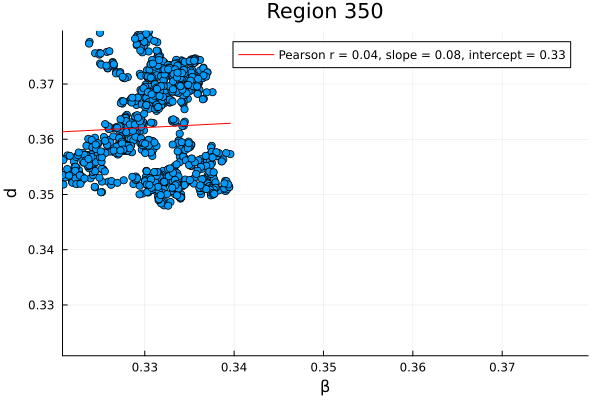 Region 350
Pearson r = 0.04, slope = 0.08, intercept = 0.33
0.37
0.36
0.35
0.34
0.33
d
0.33 0.34 0.35 0.36 0.37
β